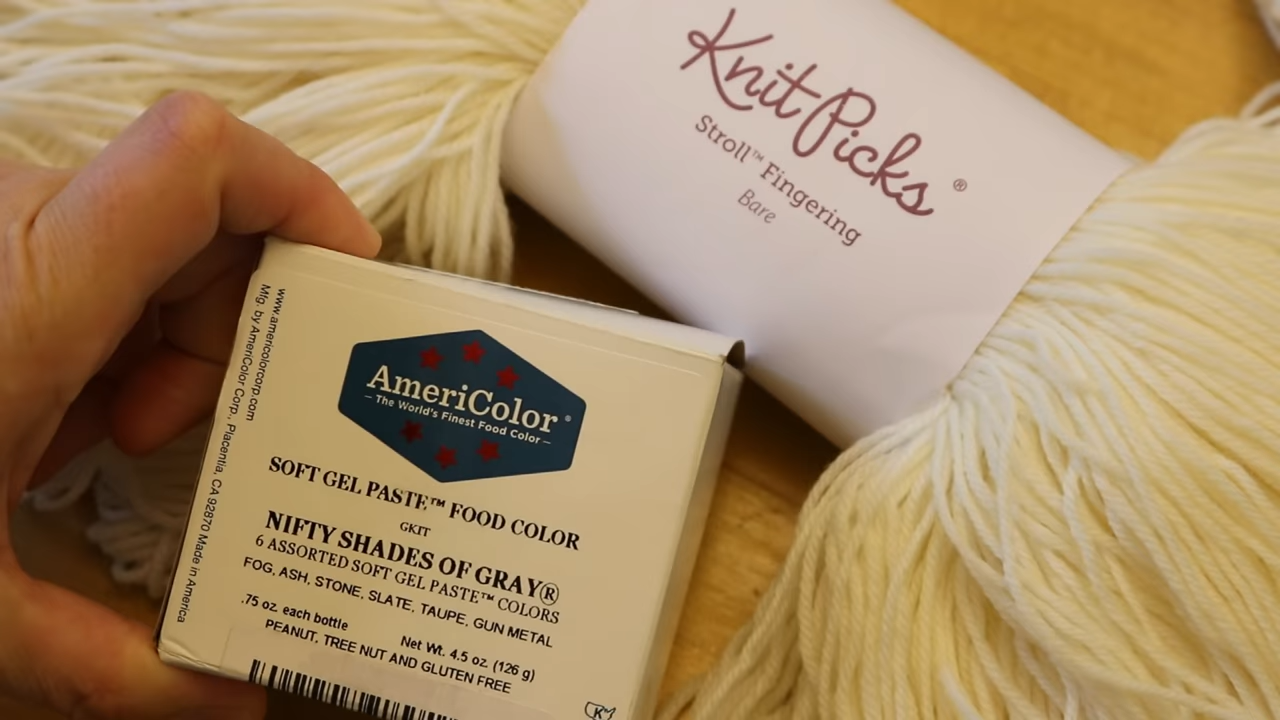 Knit Picks®
Stroll™ Fingering
Bare
www.americolorcorp.com
Mfg. by AmeriColor Corp., Placentia, CA 92870 Made in America
AmeriColor®
– The World's Finest Food Color –
SOFT GEL PASTE™ FOOD COLOR
GKIT
NIFTY SHADES OF GRAY®
6 ASSORTED SOFT GEL PASTE™ COLORS
FOG, ASH, STONE, SLATE, TAUPE, GUN METAL
.75 oz. each bottle Net Wt. 4.5 oz. (126 g)
PEANUT, TREE NUT AND GLUTEN FREE
K